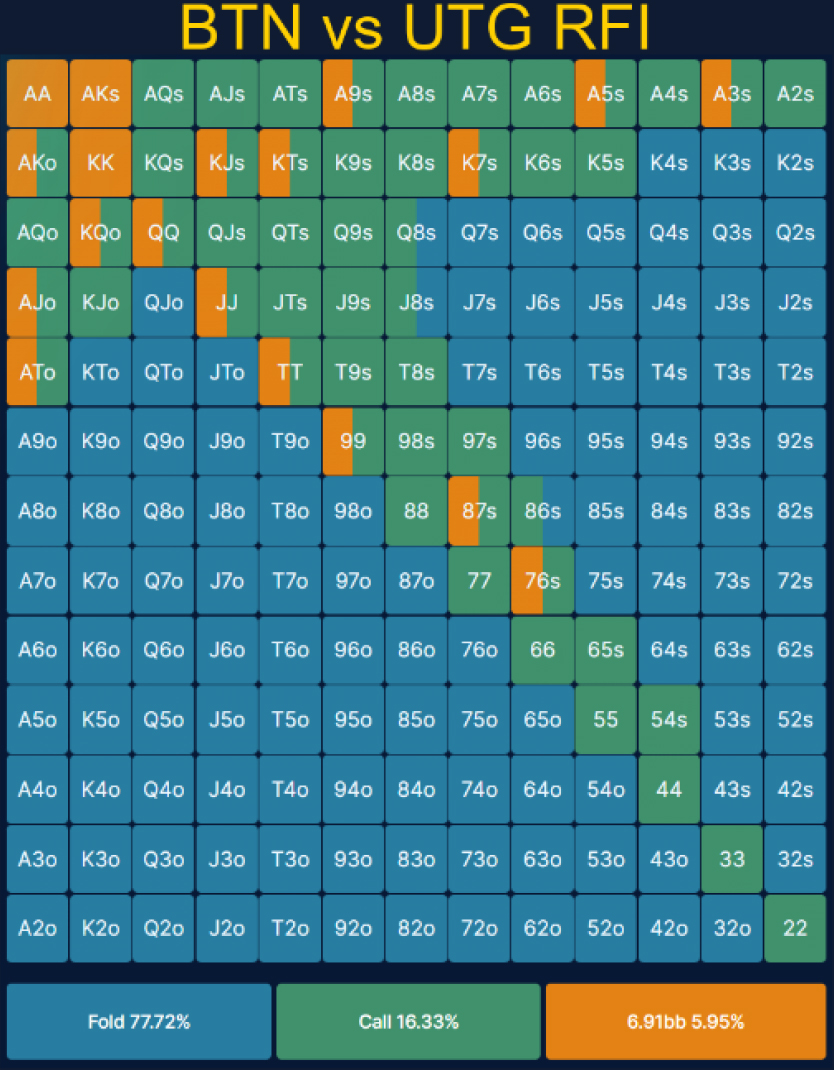 BTN vs UTG RFI
AA AKs AQs AJs ATs A9s A8s A7s A6s A5s A4s A3s A2s
AKo KK KQs KJs KTs K9s K8s K7s K6s K5s K4s K3s K2s
AQo KQo QQ QJs QTs Q9s Q8s Q7s Q6s Q5s Q4s Q3s Q2s
AJo KJo QJo JJ JTs J9s J8s J7s J6s J5s J4s J3s J2s
ATo KTo QTo JTo TT T9s T8s T7s T6s T5s T4s T3s T2s
A9o K9o Q9o J9o T9o 99 98s 97s 96s 95s 94s 93s 92s
A8o K8o Q8o J8o T8o 98o 88 87s 86s 85s 84s 83s 82s
A7o K7o Q7o J7o T7o 97o 87o 77 76s 75s 74s 73s 72s
A6o K6o Q6o J6o T6o 96o 86o 76o 66 65s 64s 63s 62s
A5o K5o Q5o J5o T5o 95o 85o 75o 65o 55 54s 53s 52s
A4o K4o Q4o J4o T4o 94o 84o 74o 64o 54o 44 43s 42s
A3o K3o Q3o J3o T3o 93o 83o 73o 63o 53o 43o 33 32s
A2o K2o Q2o J2o T2o 92o 82o 72o 62o 52o 42o 32o 22
Fold 77.72% Call 16.33% 6.91bb 5.95%